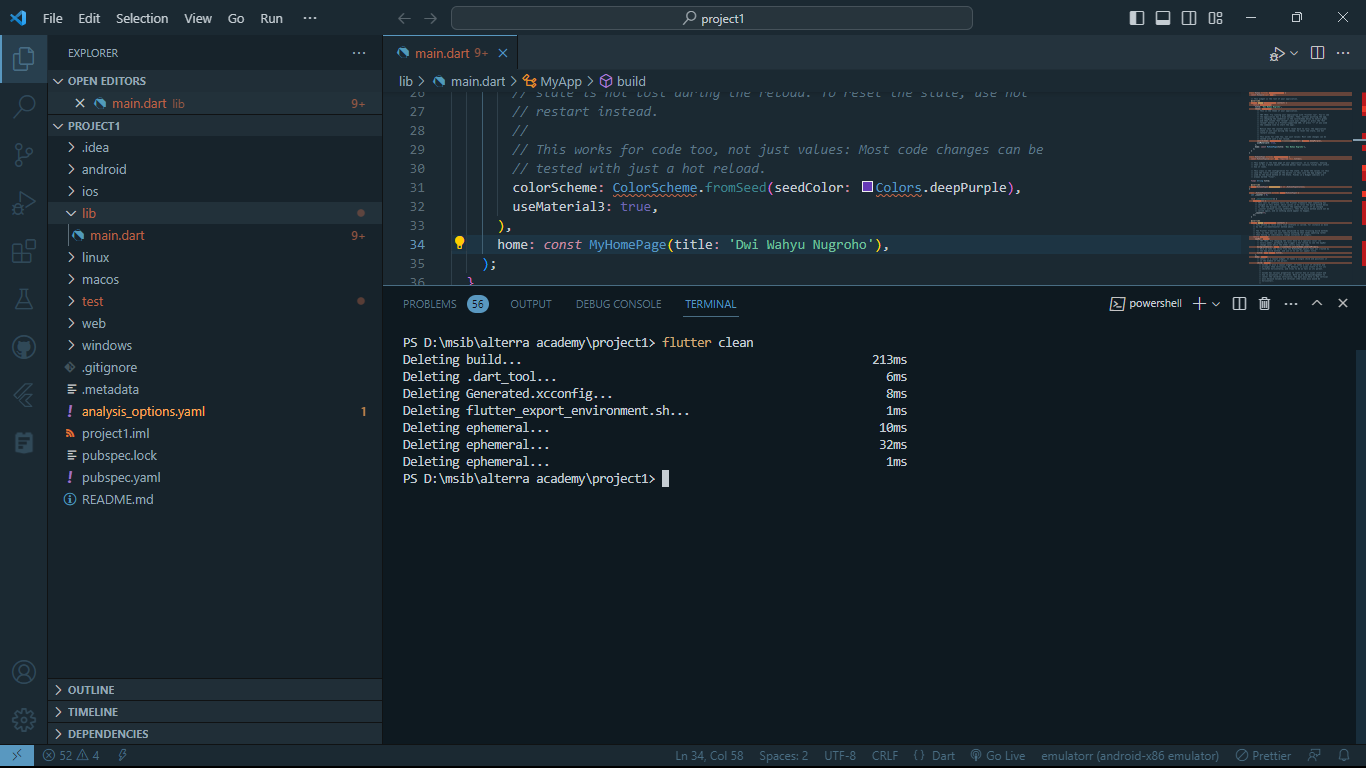 File Edit Selection View Go Run ···
project1
EXPLORER
OPEN EDITORS
main.dart lib 9+
PROJECT1
.idea
android
ios
lib
main.dart 9+
linux
macos
test
web
windows
.gitignore
.metadata
analysis_options.yaml 1
project1.iml
pubspec.lock
pubspec.yaml
README.md
OUTLINE
TIMELINE
DEPENDENCIES
main.dart 9+
lib > main.dart > MyApp > build
26 // state is not lost during the reload. To reset the state, use hot
27 // restart instead.
28 //
29 // This works for code too, not just values: Most code changes can be
30 // tested with just a hot reload.
31 colorScheme: ColorScheme.fromSeed(seedColor: Colors.deepPurple),
32 useMaterial3: true,
33 ),
34 home: const MyHomePage(title: 'Dwi Wahyu Nugroho'),
35 );
36 }
PROBLEMS 56 OUTPUT DEBUG CONSOLE TERMINAL
powershell
PS D:\msib\alterra academy\project1> flutter clean
Deleting build... 213ms
Deleting .dart_tool... 6ms
Deleting Generated.xcconfig... 8ms
Deleting flutter_export_environment.sh... 1ms
Deleting ephemeral... 10ms
Deleting ephemeral... 32ms
Deleting ephemeral... 1ms
PS D:\msib\alterra academy\project1>
52 4
Ln 34, Col 58 Spaces: 2 UTF-8 CRLF {} Dart Go Live emulatorr (android-x86 emulator) Prettier